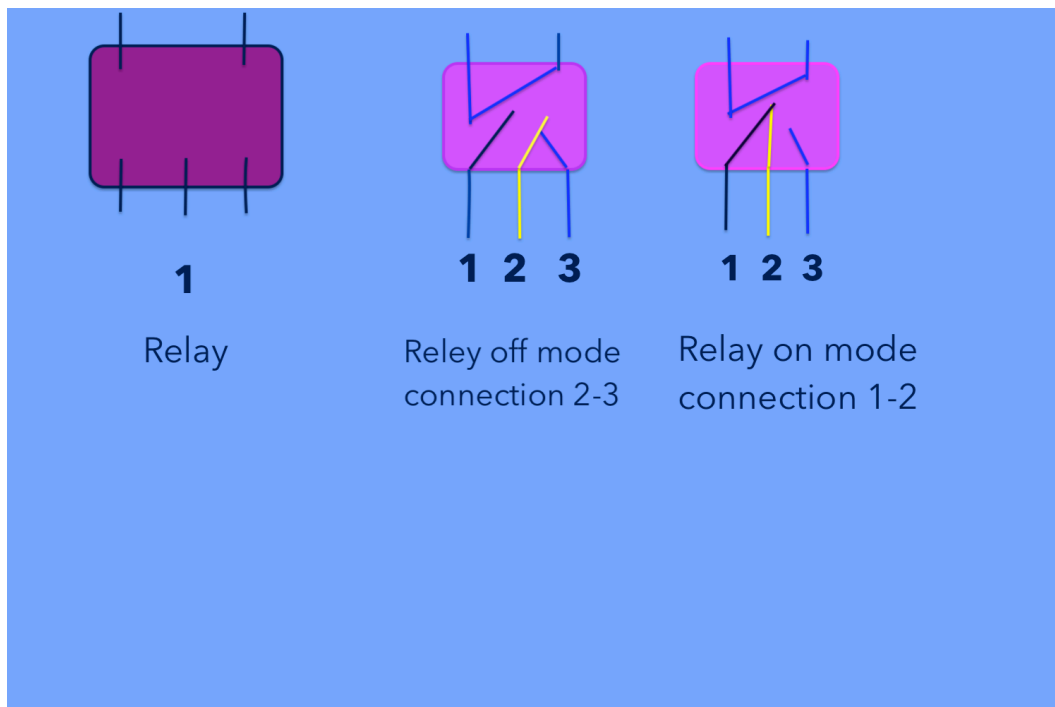 1
Relay
1 2 3
Reley off mode
connection 2-3
1 2 3
Relay on mode
connection 1-2